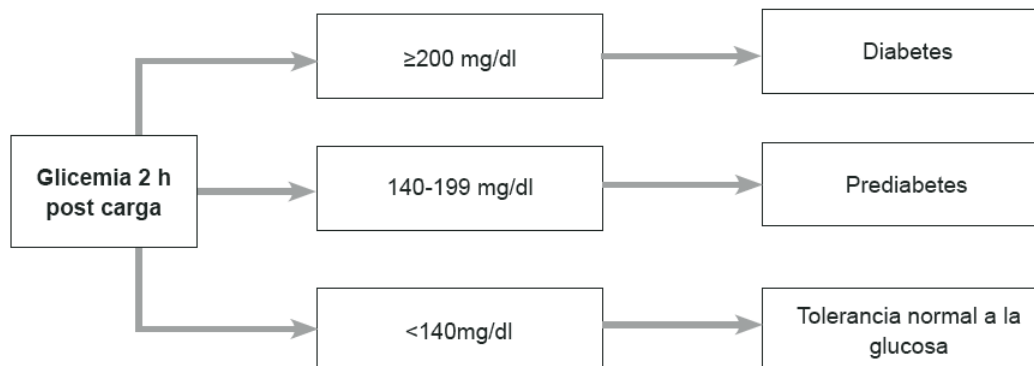 ≥200 mg/dl
Diabetes
Glicemia 2 h
post carga
140-199 mg/dl
Prediabetes
<140mg/dl
Tolerancia normal a la
glucosa